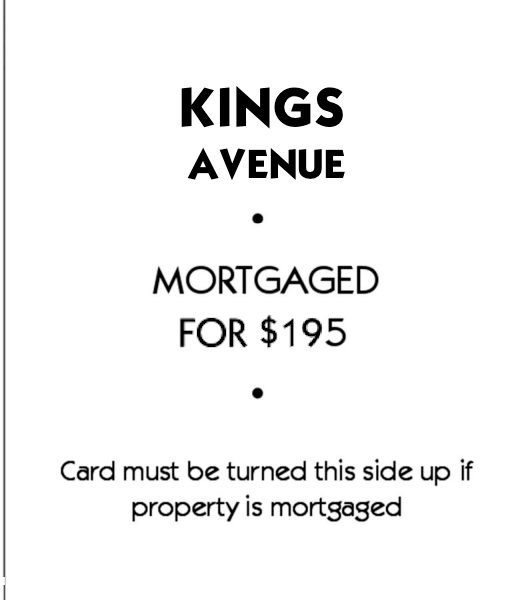 KINGS
AVENUE
•
MORTGAGED
FOR $195
•
Card must be turned this side up if
property is mortgaged